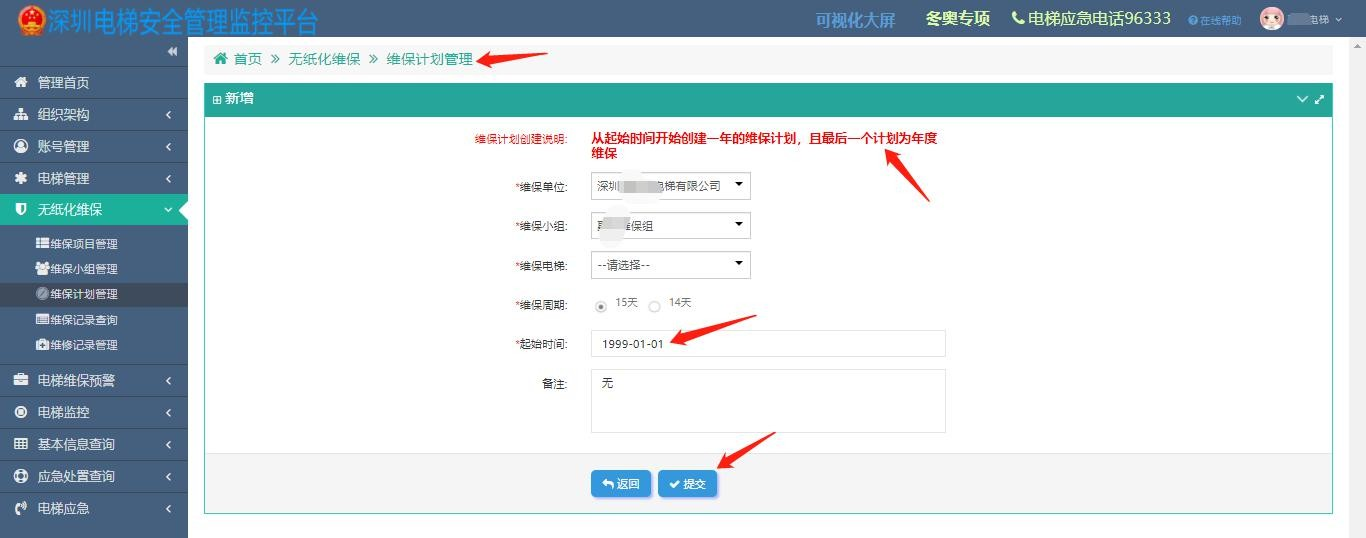 深圳电梯安全管理监控平台
可视化大屏 冬奥专项 电梯应急电话96333 在线帮助 电梯
首页 » 无纸化维保 » 维保计划管理
管理首页
组织架构
账号管理
电梯管理
无纸化维保
维保项目管理
维保小组管理
维保计划管理
维保记录查询
维修记录管理
电梯维保预警
电梯监控
基本信息查询
应急处置查询
电梯应急
新增
维保计划创建说明: 从起始时间开始创建一年的维保计划，且最后一个计划为年度
维保
*维保单位: 深圳 电梯有限公司
*维保小组: 维保组
*维保电梯: --请选择--
*维保周期: 15天 14天
*起始时间: 1999-01-01
备注: 无
返回 提交